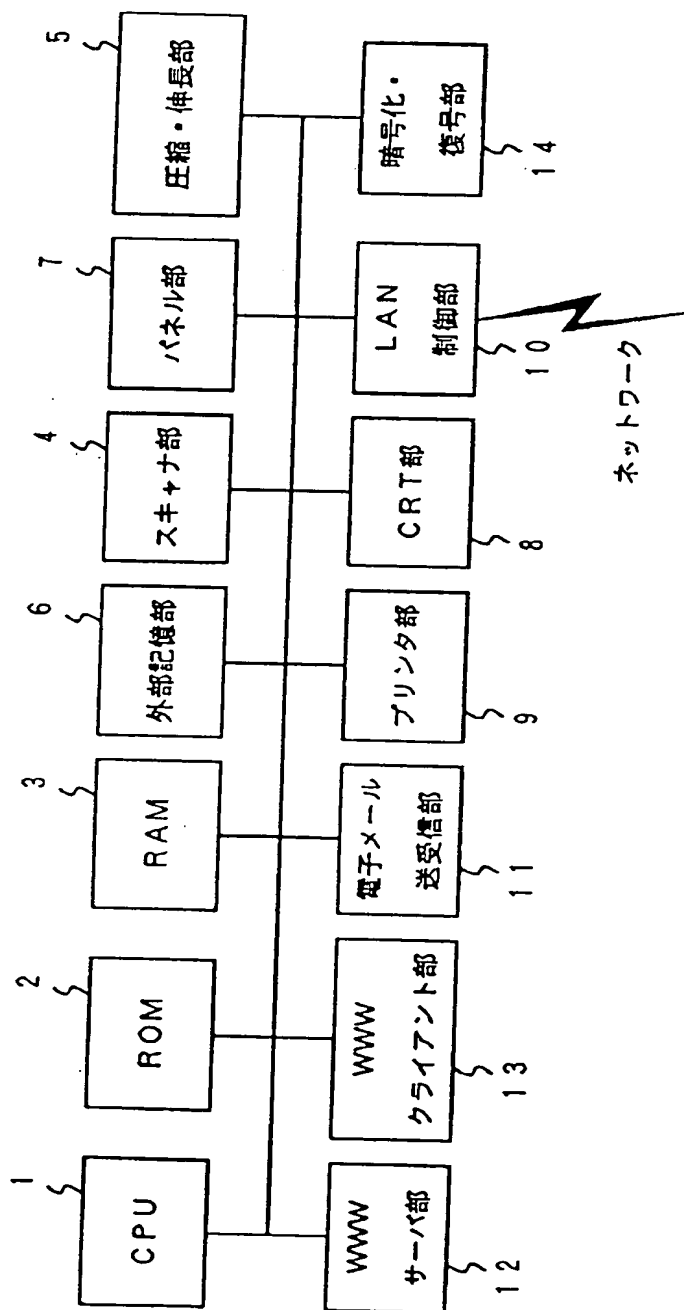 1
CPU
2
ROM
3
RAM
6
外部記憶部
4
スキャナ部
7
パネル部
5
圧縮・伸長部
WWW
サーバ部
12
WWW
クライアント部
13
電子メール
送受信部
11
プリンタ部
9
CRT部
8
LAN
制御部
10
暗号化・
復号部
14
ネットワーク